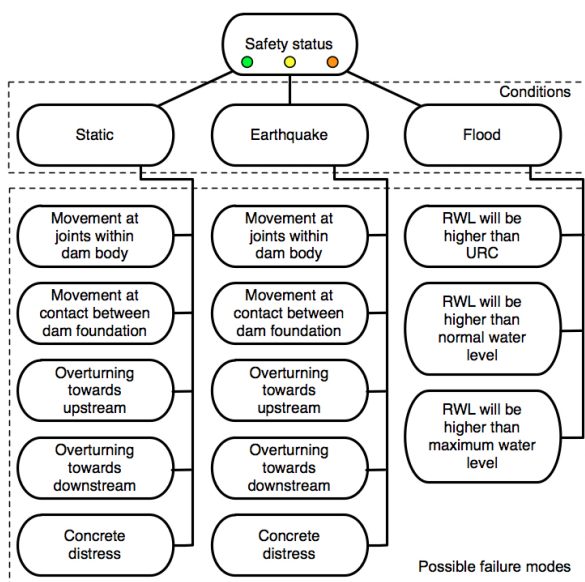 Safety status
Conditions
Static
Earthquake
Flood
Movement at
joints within
dam body
Movement at
contact between
dam foundation
Overturning
towards
upstream
Overturning
towards
downstream
Concrete
distress
Movement at
joints within
dam body
Movement at
contact between
dam foundation
Overturning
towards
upstream
Overturning
towards
downstream
Concrete
distress
RWL will be
higher than
URC
RWL will be
higher than
normal water
level
RWL will be
higher than
maximum water
level
Possible failure modes